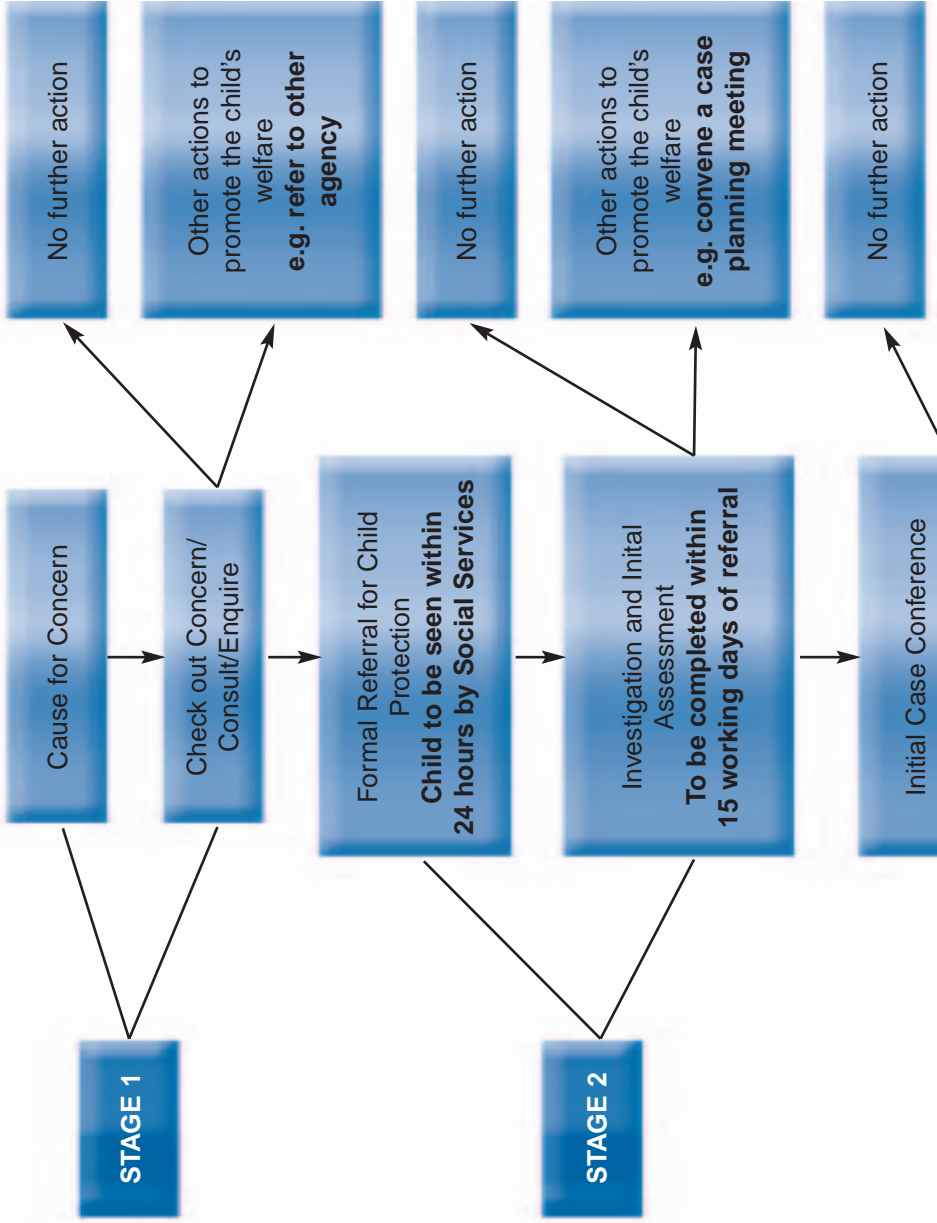 STAGE 1
Cause for Concern
Check out Concern/
Consult/Enquire
No further action
Other actions to
promote the child's
welfare
e.g. refer to other
agency
STAGE 2
Formal Referral for Child
Protection
Child to be seen within
24 hours by Social Services
Investigation and Inital
Assessment
To be completed within
15 working days of referral
No further action
Other actions to
promote the child's
welfare
e.g. convene a case
planning meeting
Initial Case Conference
No further action